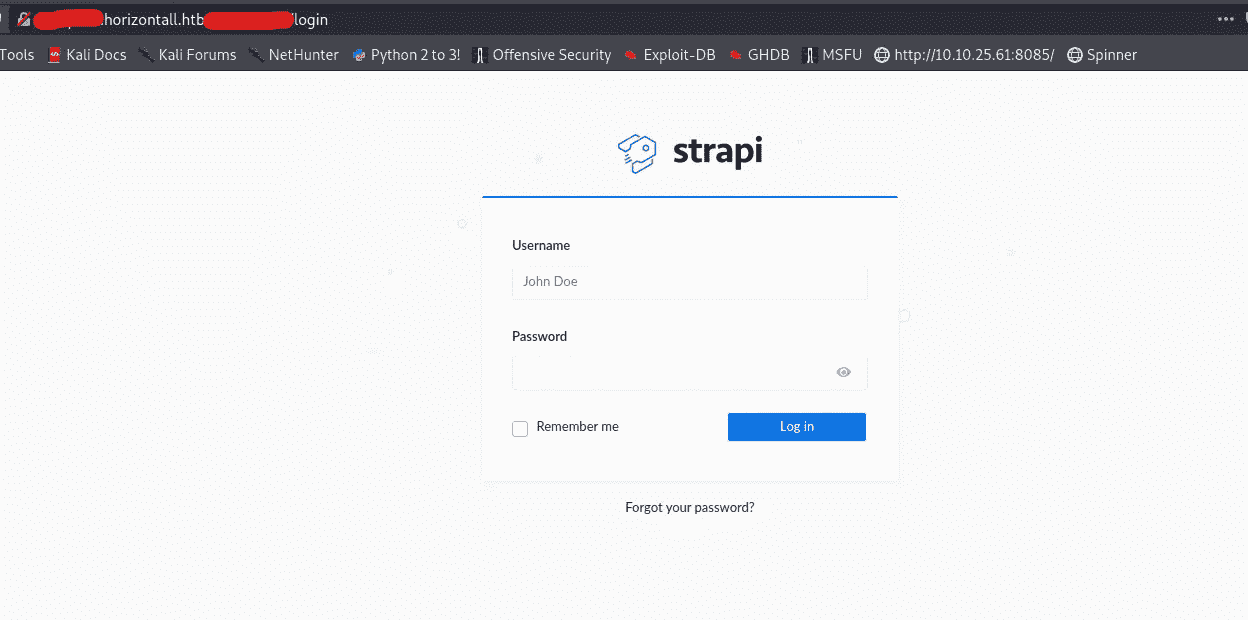 .horizontall.htb login
Tools Kali Docs Kali Forums NetHunter Python 2 to 3! Offensive Security Exploit-DB GHDB MSFU http://10.10.25.61:8085/ Spinner
strapi
Username
John Doe
Password
Remember me Log in
Forgot your password?